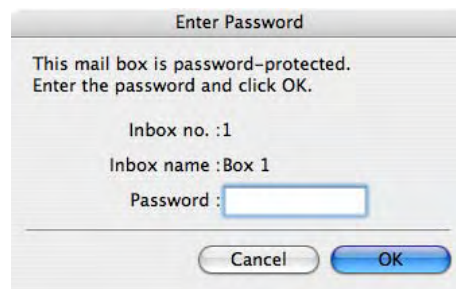 Enter Password
This mail box is password-protected.
Enter the password and click OK.
Inbox no. :1
Inbox name :Box 1
Password :
Cancel OK